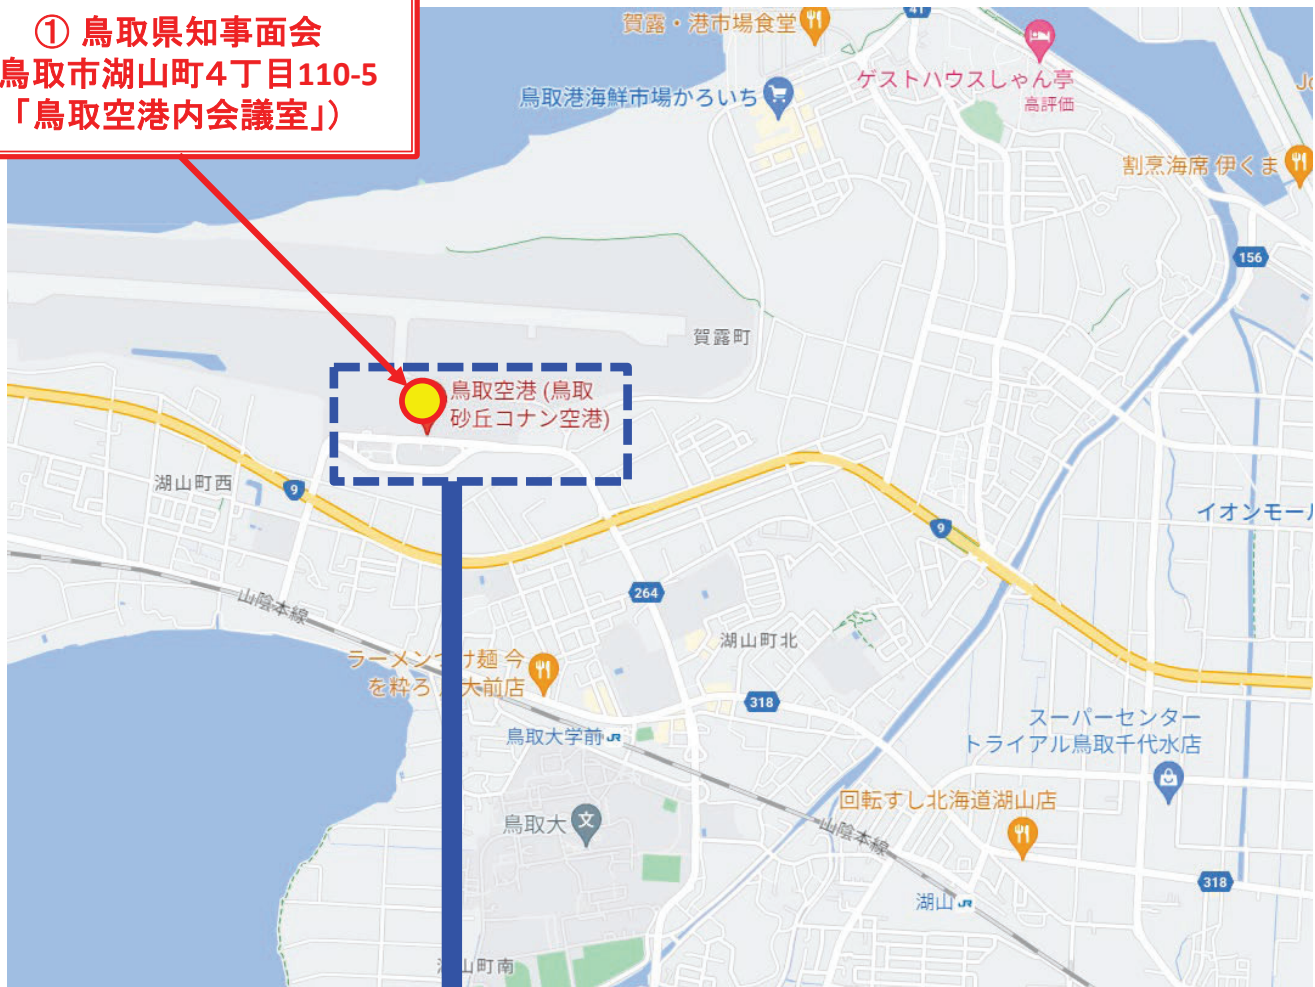 ① 鳥取県知事面会
鳥取市湖山町4丁目110-5
「鳥取空港内会議室」）
賀露・港市場食堂
41
鳥取港海鮮市場かろいち
ゲストハウスしゃん亭
高評価
割烹海席 伊くま
156
賀露町
鳥取空港 (鳥取
砂丘コナン空港)
湖山町西
9
9
イオンモール
山陰本線
264
湖山町北
ラーメンつけ麺 今
を粋ろ 大前店
318
鳥取大学前
JR
スーパーセンター
トライアル鳥取千代水店
鳥取大
文
回転すし北海道湖山店
山陰本線
318
湖山
JR
山町南